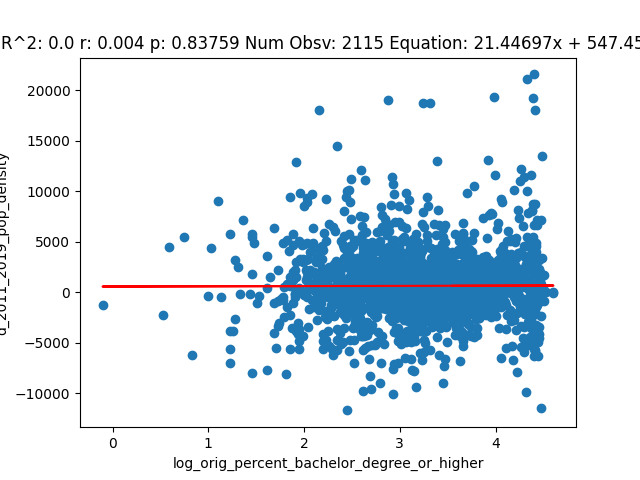 R^2: 0.0 r: 0.004 p: 0.83759 Num Obsv: 2115 Equation: 21.44697x + 547.45
20000
15000
10000
5000
0
−5000
−10000
d_2011_2019_pop_density
0 1 2 3 4
log_orig_percent_bachelor_degree_or_higher